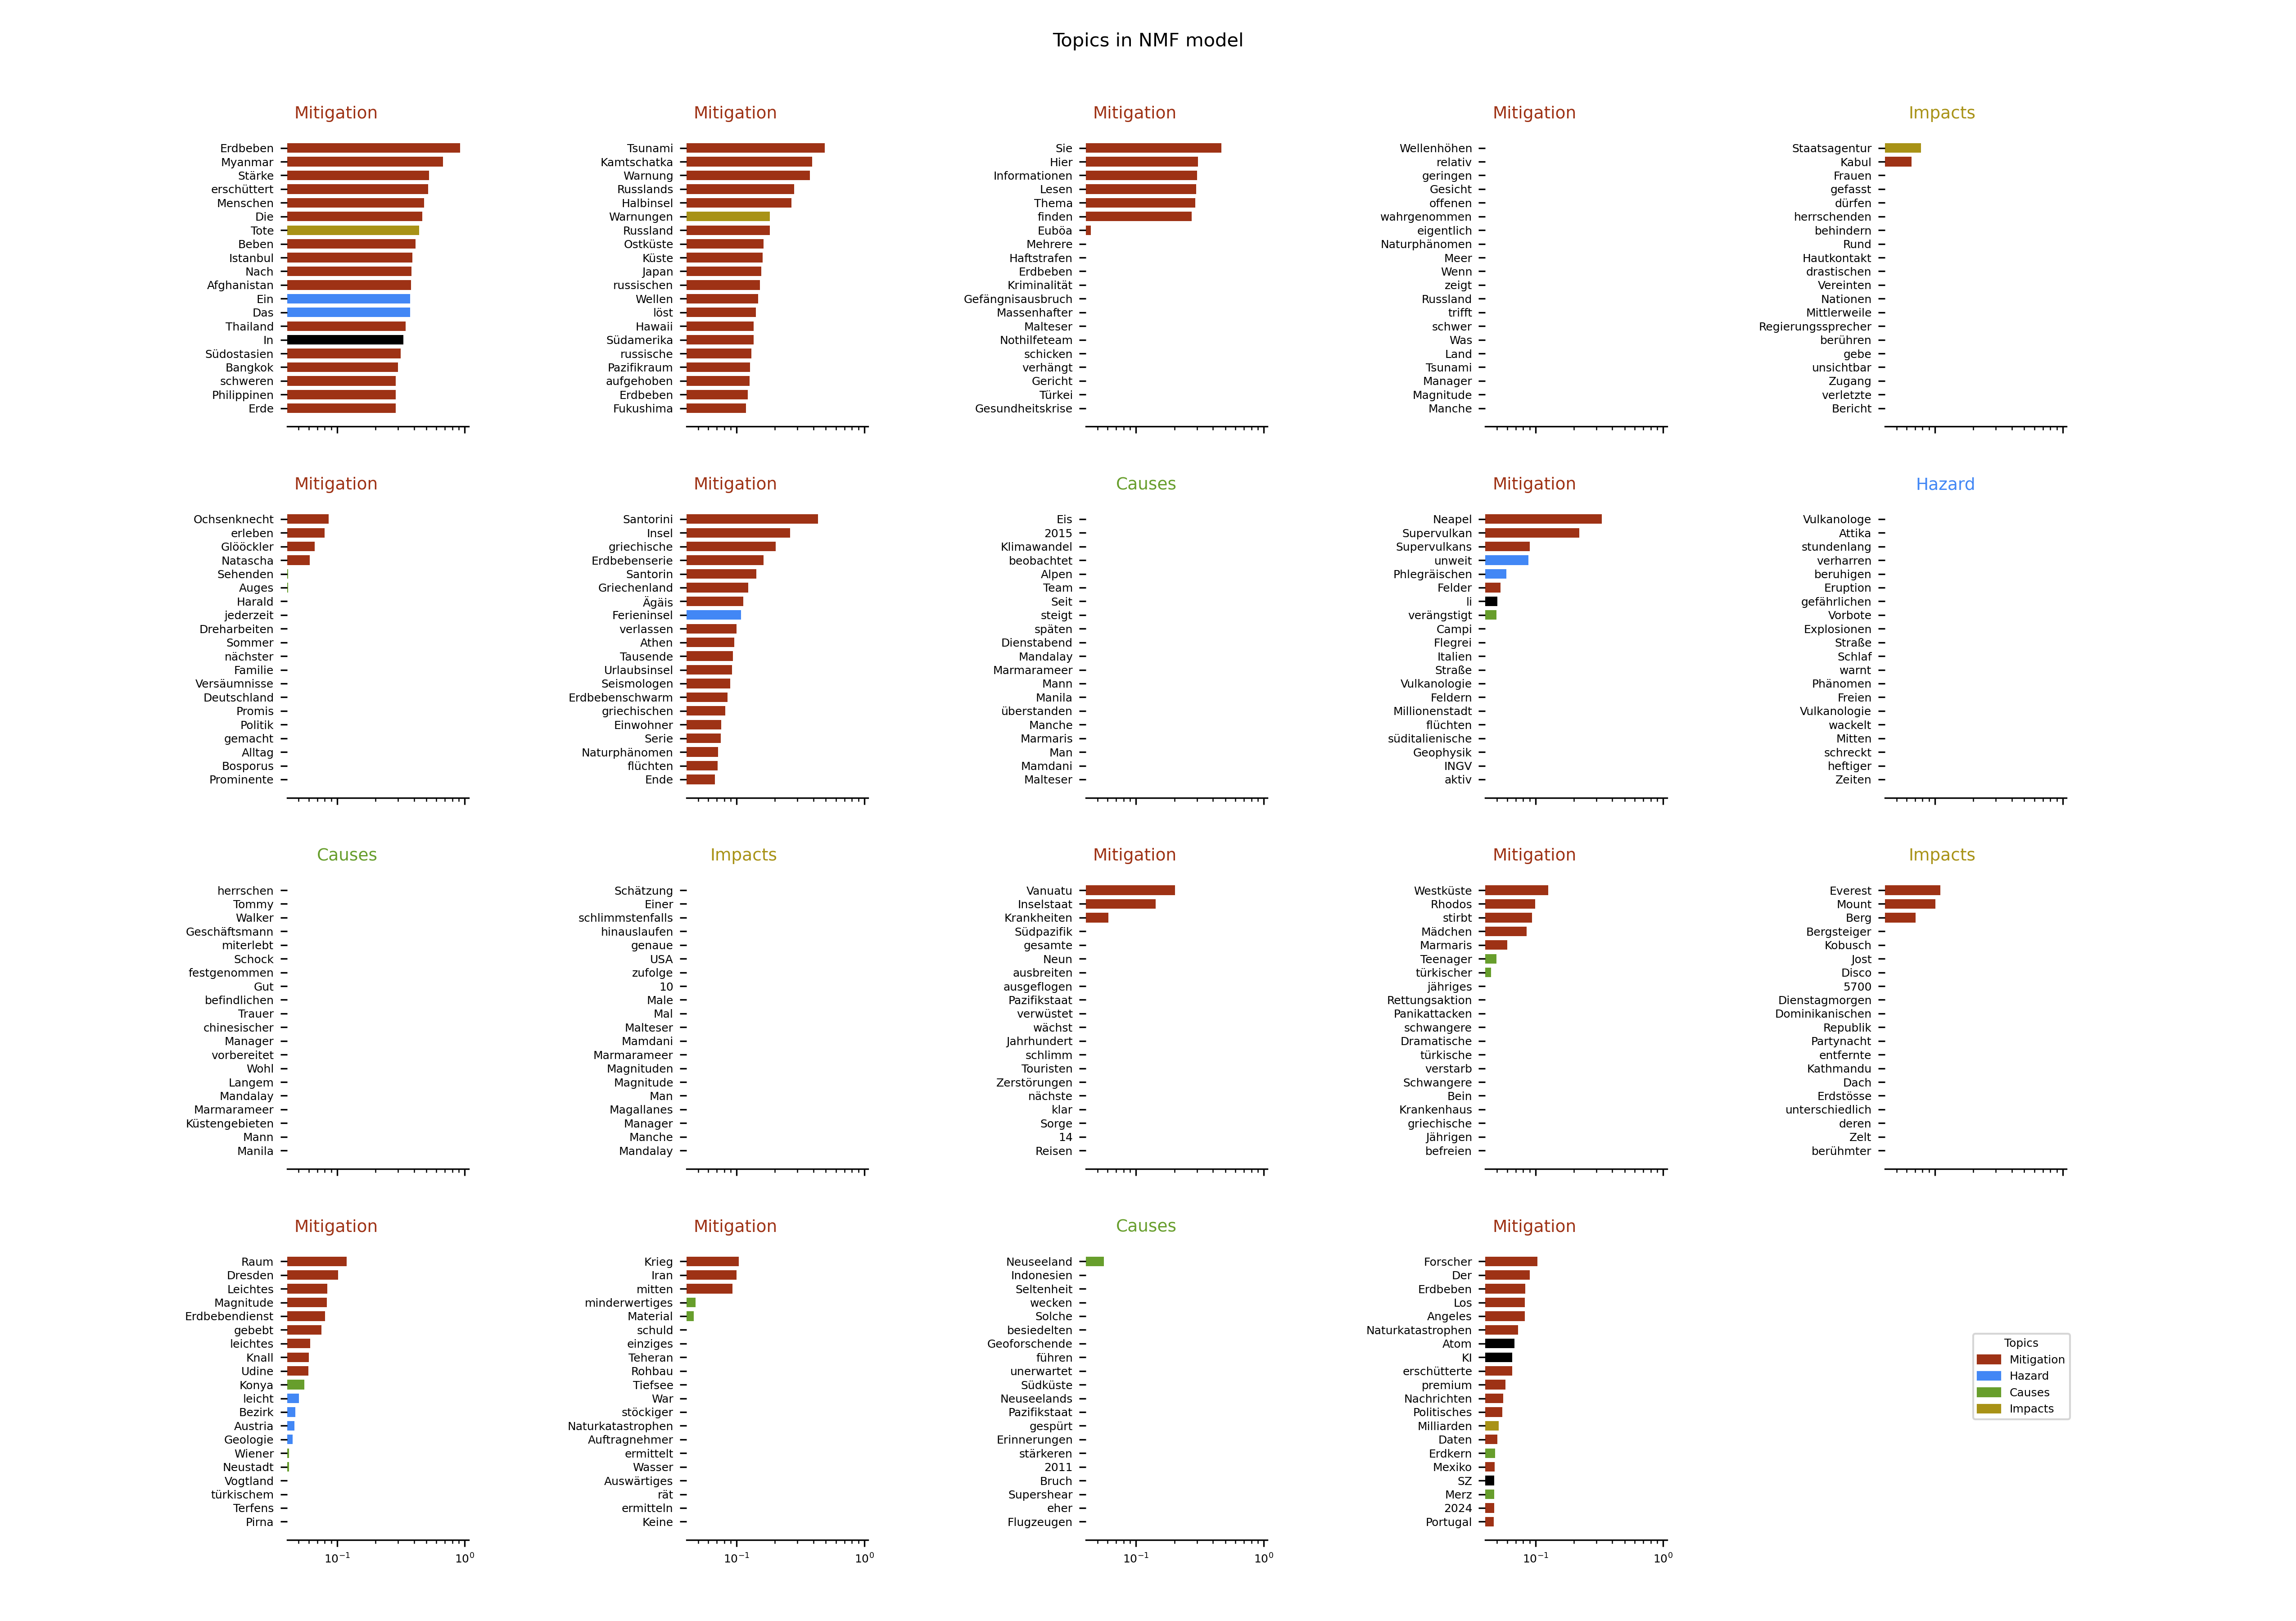 Topics in NMF model
Mitigation
Erdbeben
Myanmar
Stärke
erschüttert
Menschen
Die
Tote
Beben
Istanbul
Nach
Afghanistan
Ein
Das
Thailand
In
Südostasien
Bangkok
schweren
Philippinen
Erde
Mitigation
Tsunami
Kamtschatka
Warnung
Russlands
Halbinsel
Warnungen
Russland
Ostküste
Küste
Japan
russischen
Wellen
löst
Hawaii
Südamerika
russische
Pazifikraum
aufgehoben
Erdbeben
Fukushima
Mitigation
Sie
Hier
Informationen
Lesen
Thema
finden
Euböa
Mehrere
Haftstrafen
Erdbeben
Kriminalität
Gefängnisausbruch
Massenhafter
Malteser
Nothilfeteam
schicken
verhängt
Gericht
Türkei
Gesundheitskrise
Mitigation
Wellenhöhen
relativ
geringen
Gesicht
offenen
wahrgenommen
eigentlich
Naturphänomen
Meer
Wenn
zeigt
Russland
trifft
schwer
Was
Land
Tsunami
Manager
Magnitude
Manche
Impacts
Staatsagentur
Kabul
Frauen
gefasst
dürfen
herrschenden
behindern
Rund
Hautkontakt
drastischen
Vereinten
Nationen
Mittlerweile
Regierungssprecher
berühren
gebe
unsichtbar
Zugang
verletzte
Bericht
Mitigation
Ochsenknecht
erleben
Glööckler
Natascha
Sehenden
Auges
Harald
jederzeit
Dreharbeiten
Sommer
nächster
Familie
Versäumnisse
Deutschland
Promis
Politik
gemacht
Alltag
Bosporus
Prominente
Mitigation
Santorini
Insel
griechische
Erdbebenserie
Santorin
Griechenland
Ägäis
Ferieninsel
verlassen
Athen
Tausende
Urlaubsinsel
Seismologen
Erdbebenschwarm
griechischen
Einwohner
Serie
Naturphänomen
flüchten
Ende
Causes
Eis
2015
Klimawandel
beobachtet
Alpen
Team
Seit
steigt
späten
Dienstabend
Mandalay
Marmarameer
Mann
Manila
überstanden
Manche
Marmaris
Man
Mamdani
Malteser
Mitigation
Neapel
Supervulkan
Supervulkans
unweit
Phlegräischen
Felder
li
verängstigt
Campi
Flegrei
Italien
Straße
Vulkanologie
Feldern
Millionenstadt
flüchten
süditalienische
Geophysik
INGV
aktiv
Hazard
Vulkanologe
Attika
stundenlang
verharren
beruhigen
Eruption
gefährlichen
Vorbote
Explosionen
Straße
Schlaf
warnt
Phänomen
Freien
Vulkanologie
wackelt
Mitten
schreckt
heftiger
Zeiten
Causes
herrschen
Tommy
Walker
Geschäftsmann
miterlebt
Schock
festgenommen
Gut
befindlichen
Trauer
chinesischer
Manager
vorbereitet
Wohl
Langem
Mandalay
Marmarameer
Küstengebieten
Mann
Manila
Impacts
Schätzung
Einer
schlimmstenfalls
hinauslaufen
genaue
USA
zufolge
10
Male
Mal
Malteser
Mamdani
Marmarameer
Magnituden
Magnitude
Man
Magallanes
Manager
Manche
Mandalay
Mitigation
Vanuatu
Inselstaat
Krankheiten
Südpazifik
gesamte
Neun
ausbreiten
ausgeflogen
Pazifikstaat
verwüstet
wächst
Jahrhundert
schlimm
Touristen
Zerstörungen
nächste
klar
Sorge
14
Reisen
Mitigation
Westküste
Rhodos
stirbt
Mädchen
Marmaris
Teenager
türkischer
jähriges
Rettungsaktion
Panikattacken
schwangere
Dramatische
türkische
verstarb
Schwangere
Bein
Krankenhaus
griechische
Jährigen
befreien
Impacts
Everest
Mount
Berg
Bergsteiger
Kobusch
Jost
Disco
5700
Dienstagmorgen
Dominikanischen
Republik
Partynacht
entfernte
Kathmandu
Dach
Erdstösse
unterschiedlich
deren
Zelt
berühmter
Mitigation
Raum
Dresden
Leichtes
Magnitude
Erdbebendienst
gebebt
leichtes
Knall
Udine
Konya
leicht
Bezirk
Austria
Geologie
Wiener
Neustadt
Vogtland
türkischem
Terfens
Pirna
10⁻¹ 10⁰
Mitigation
Krieg
Iran
mitten
minderwertiges
Material
schuld
einziges
Teheran
Rohbau
Tiefsee
War
stöckiger
Naturkatastrophen
Auftragnehmer
ermittelt
Wasser
Auswärtiges
rät
ermitteln
Keine
10⁻¹ 10⁰
Causes
Neuseeland
Indonesien
Seltenheit
wecken
Solche
besiedelten
Geoforschende
führen
unerwartet
Südküste
Neuseelands
Pazifikstaat
gespürt
Erinnerungen
stärkeren
2011
Bruch
Supershear
eher
Flugzeugen
10⁻¹ 10⁰
Mitigation
Forscher
Der
Erdbeben
Los
Angeles
Naturkatastrophen
Atom
KI
erschütterte
premium
Nachrichten
Politisches
Milliarden
Daten
Erdkern
Mexiko
SZ
Merz
2024
Portugal
10⁻¹ 10⁰
Topics
Mitigation
Hazard
Causes
Impacts